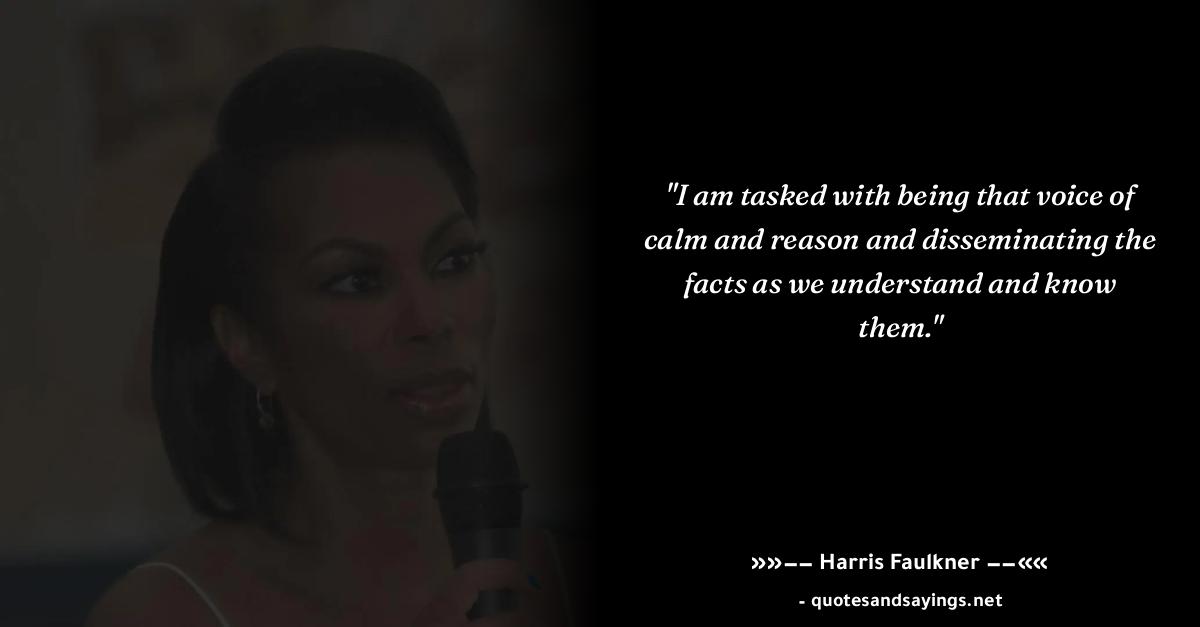 "I am tasked with being that voice of
calm and reason and disseminating the
facts as we understand and know
them."
»»–– Harris Faulkner ––««
- quotesandsayings.net